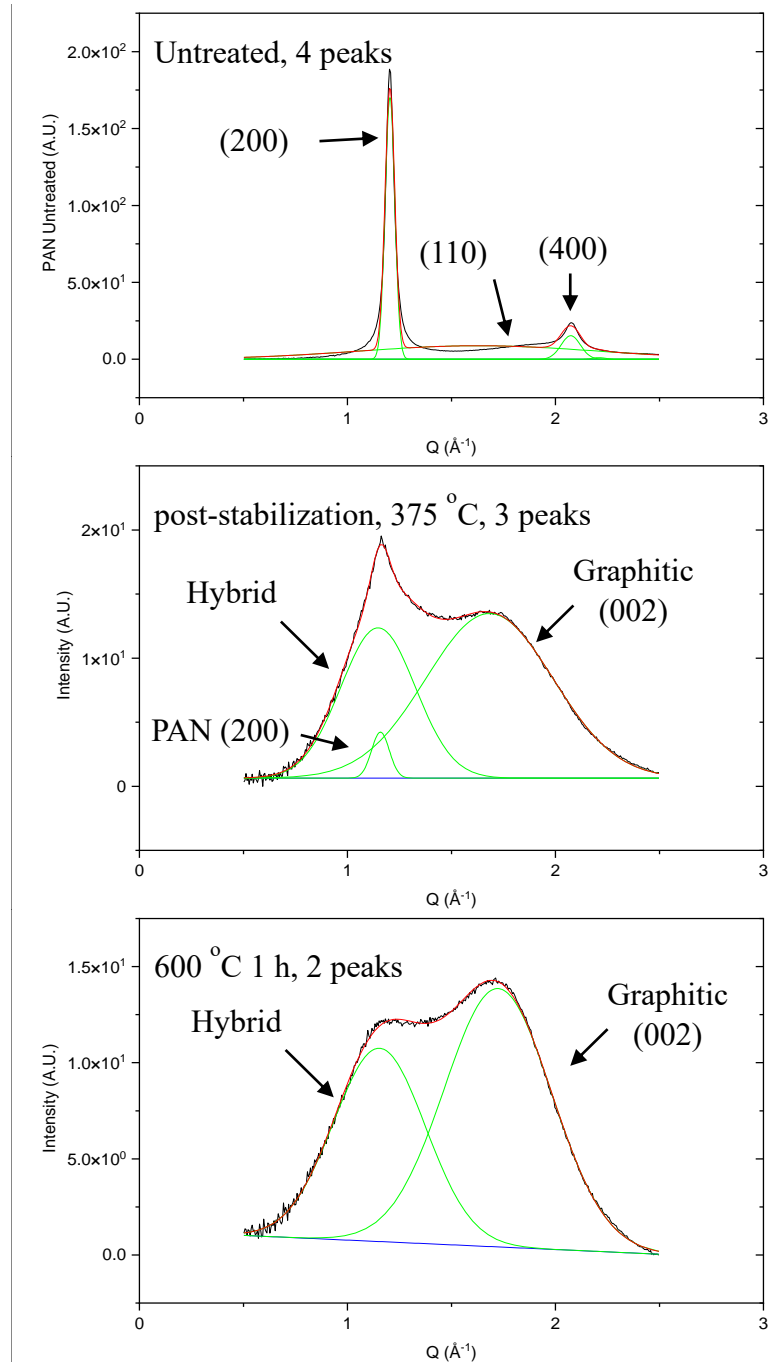 Untreated, 4 peaks
(200)
(110)
(400)
PAN Untreated (A.U.)
2.0×10²
1.5×10²
1.0×10²
5.0×10¹
0.0
0
1
2
3
Q (Å⁻¹)
post-stabilization, 375 °C, 3 peaks
Hybrid
Graphitic
(002)
PAN (200)
Intensity (A.U.)
2×10¹
1×10¹
0
0
1
2
3
Q (Å⁻¹)
600 °C 1 h, 2 peaks
Hybrid
Graphitic
(002)
Intensity (A.U.)
1.5×10¹
1.0×10¹
5.0×10⁰
0.0
0
1
2
3
Q (Å⁻¹)